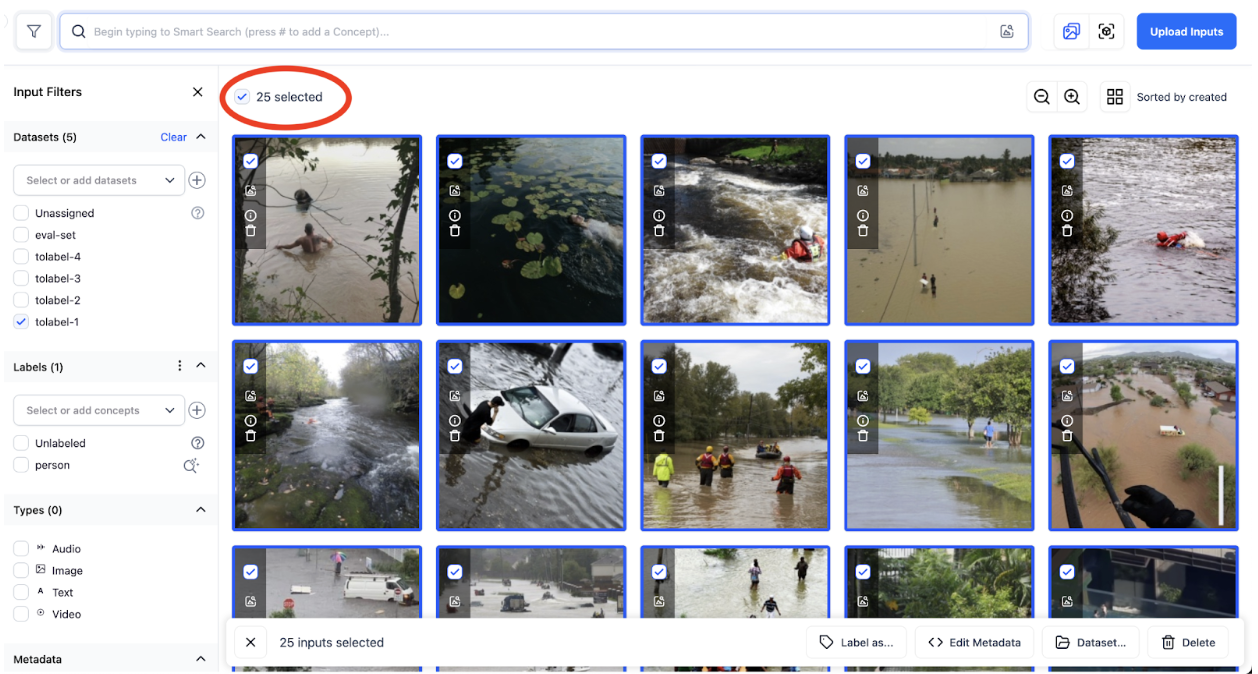 Begin typing to Smart Search (press # to add a Concept)...
Upload Inputs
Input Filters
25 selected
Sorted by created
Datasets (5)
Clear
Select or add datasets
Unassigned
eval-set
tolabel-4
tolabel-3
tolabel-2
tolabel-1
Labels (1)
Select or add concepts
Unlabeled
person
Types (0)
Audio
Image
A Text
Video
Metadata
25 inputs selected
Label as...
Edit Metadata
Dataset...
Delete